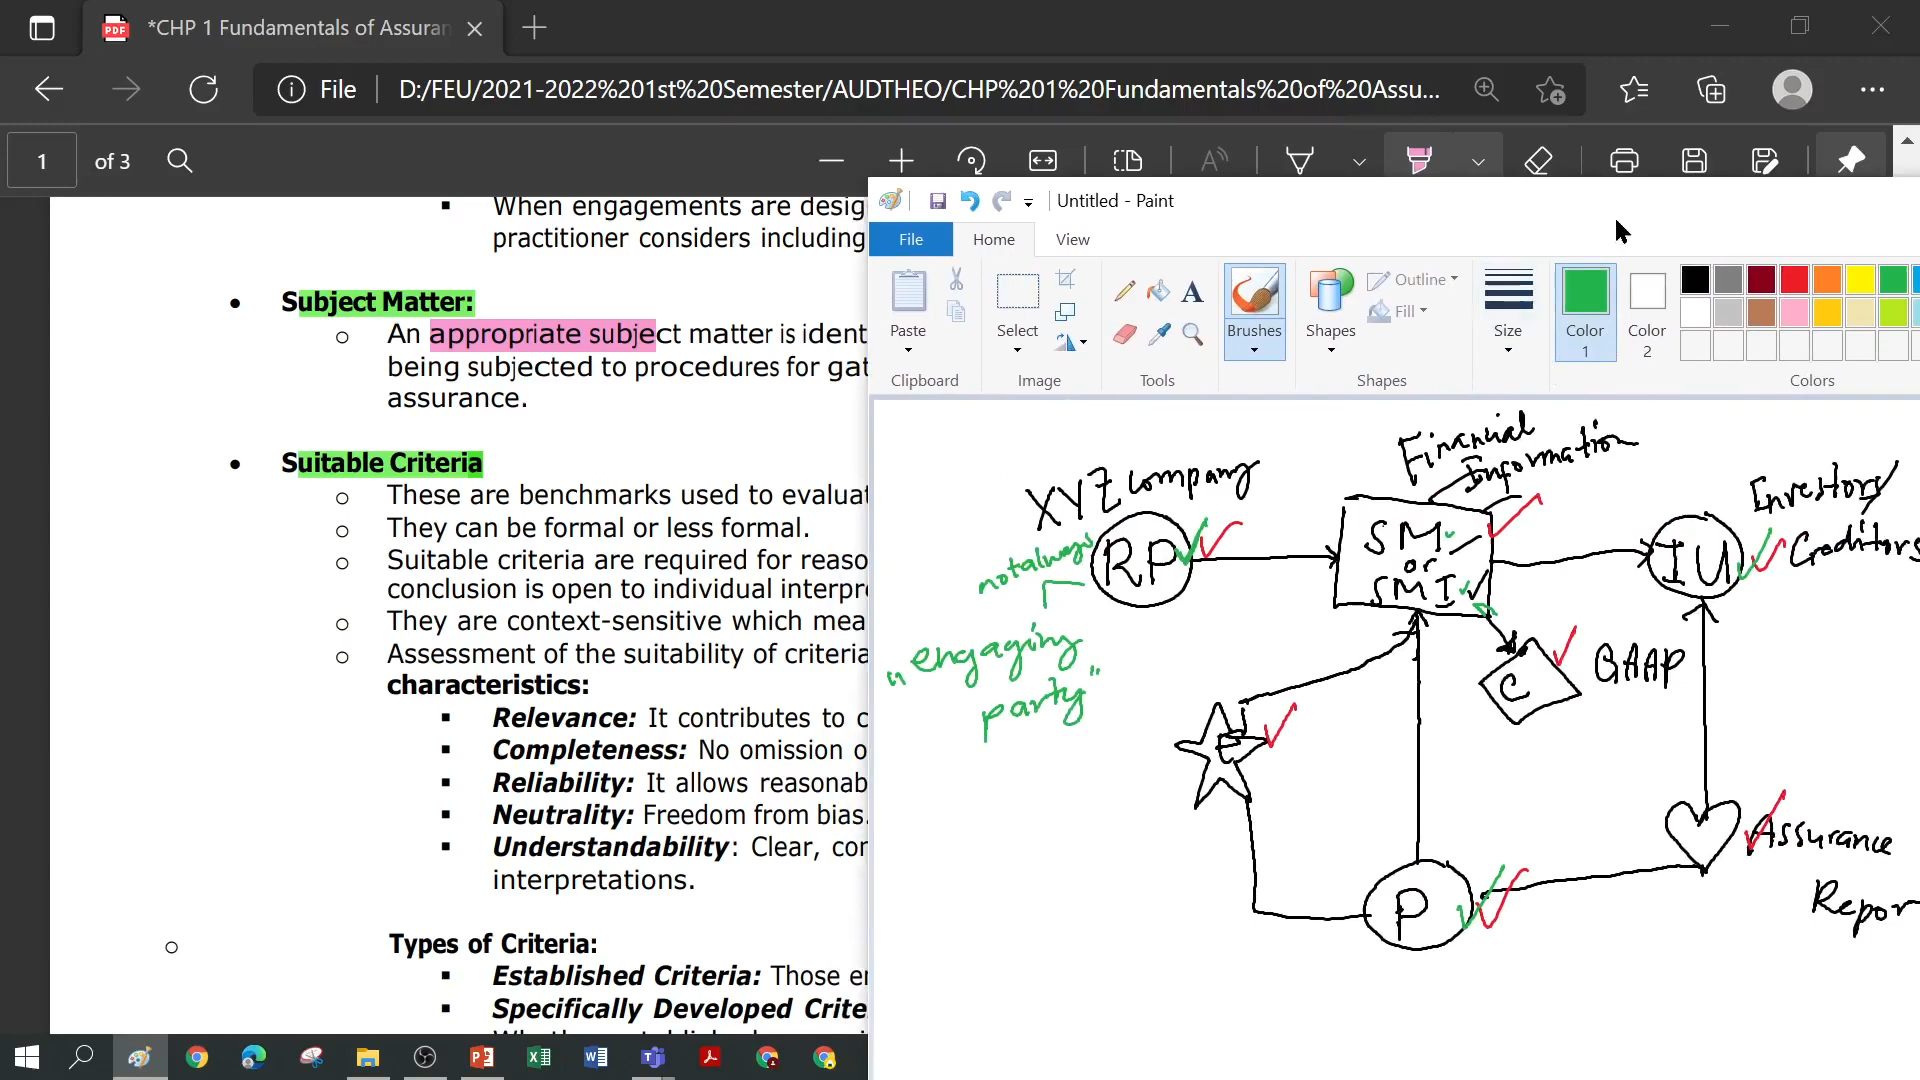 *CHP 1 Fundamentals of Assuran
File
D:/FEU/2021-2022%201st%20Semester/AUDTHEO/CHP%201%20Fundamentals%20of%20Assu...
1 of 3
When engagements are desig
practitioner considers including
Subject Matter:
An appropriate subject matter is ident
being subjected to procedures for gat
assurance.
Suitable Criteria
These are benchmarks used to evaluat
They can be formal or less formal.
Suitable criteria are required for reaso
conclusion is open to individual interpr
They are context-sensitive which mea
Assessment of the suitability of criteria
characteristics:
Relevance: It contributes to c
Completeness: No omission o
Reliability: It allows reasonab
Neutrality: Freedom from bias.
Understandability: Clear, con
interpretations.
Types of Criteria:
Established Criteria: Those en
Specifically Developed Crite
Untitled - Paint
File Home View
Paste
Clipboard
Select
Image
Tools
Brushes
Shapes
Outline
Fill
Shapes
Size
Color 1
Color 2
Colors
Financial
Information
XYZ company
Investors/
Creditors
RP
SM
or
SMI
IU
not always
"engaging
party"
C
GAAP
E
P
Assurance
Repor